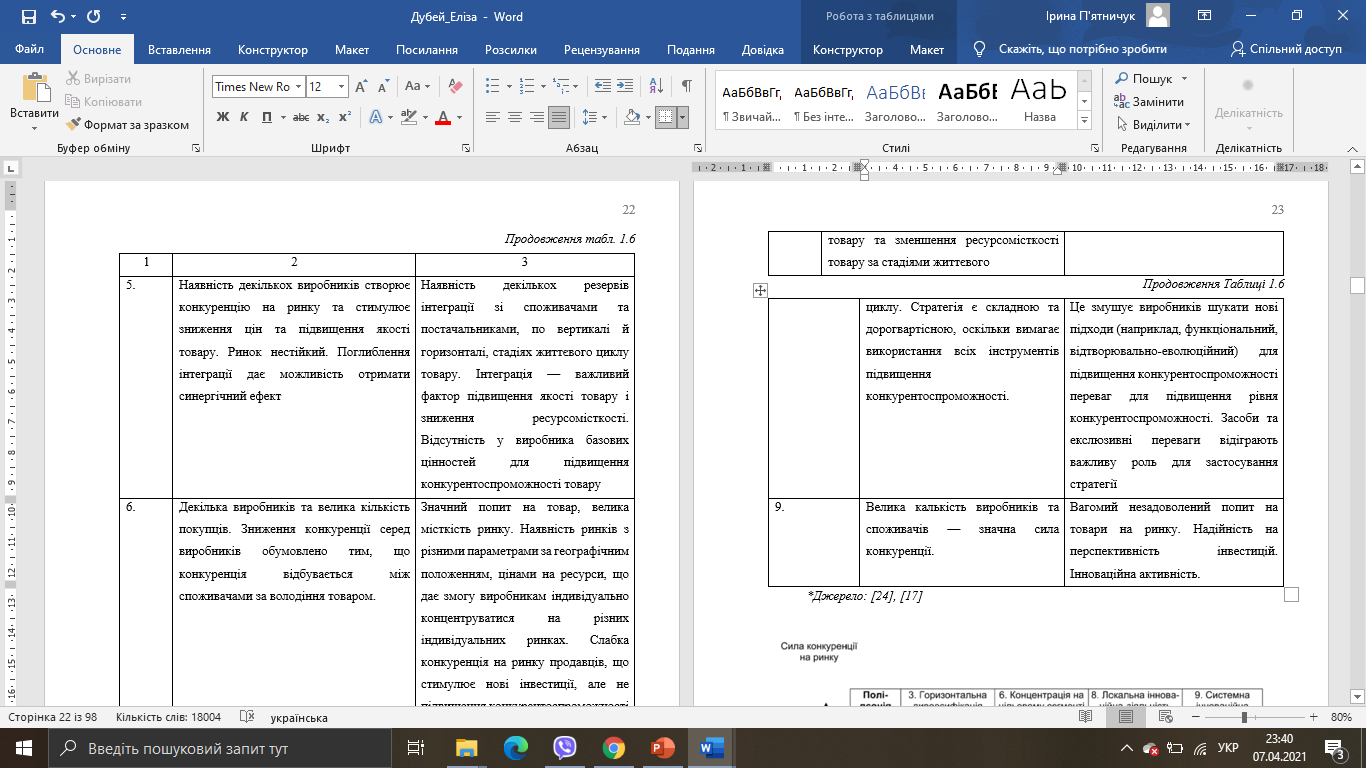 Дубей_Еліза - Word
Робота з таблицями
Ірина П'ятничук
Файл Основне Вставлення Конструктор Макет Посилання Розсилки Рецензування Подання Довідка Конструктор Макет Скажіть, що потрібно зробити Спільний доступ
Вставити
Вирізати
Копіювати
Формат за зразком
Буфер обміну
Times New Ro 12
Ж К П abc x₂ x²
Шрифт
Абзац
АаБбВвГг, АаБбВвГг, АаБбВв АаБбВ АаЬ
¶ Звичай... ¶ Без інте... Заголово... Заголово... Назва
Стилі
Пошук
Замінити
Виділити
Редагування
Делікатність
Делікатність
22
Продовження табл. 1.6
1 2 3
5.
Наявність декількох виробників створює
конкуренцію на ринку та стимулює
зниження цін та підвищення якості
товару. Ринок нестійкий. Поглиблення
інтеграції дає можливість отримати
синергічний ефект
Наявність декількох резервів
інтеграції зі споживачами та
постачальниками, по вертикалі й
горизонталі, стадіях життєвого циклу
товару. Інтеграція — важливий
фактор підвищення якості товару і
зниження ресурсомісткості.
Відсутність у виробника базових
цінностей для підвищення
конкурентоспроможності товару
6.
Декілька виробників та велика кількість
покупців. Зниження конкуренції серед
виробників обумовлено тим, що
конкуренція відбувається між
споживачами за володіння товаром.
Значний попит на товар, велика
місткість ринку. Наявність ринків з
різними параметрами за географічним
положенням, цінами на ресурси, що
дає змогу виробникам індивідуально
концентруватися на різних
індивідуальних ринках. Слабка
конкуренція на ринку продавців, що
стимулює нові інвестиції, але не
підвищення конкурентоспроможності
23
товару та зменшення ресурсомісткості
товару за стадіями життєвого
Продовження Таблиці 1.6
циклу. Стратегія є складною та
дорогвартісною, оскільки вимагає
використання всіх інструментів
підвищення
конкурентоспроможності.
Це змушує виробників шукати нові
підходи (наприклад, функціональний,
відтворювально-еволюційний) для
підвищення конкурентоспроможності
переваг для підвищення рівня
конкурентоспроможності. Засоби та
екслюзивні переваги відіграють
важливу роль для застосування
стратегії
9.
Велика калькість виробників та
споживачів — значна сила
конкуренції.
Вагомий незадоволений попит на
товари на ринку. Надійність на
перспективність інвестицій.
Інноваційна активність.
*Джерело: [24], [17]
Сила конкуренції
на ринку
Полі- 3. Горизонтальна 6. Концентрація на 8. Локальна іннова- 9. Системна
Сторінка 22 із 98 Кількість слів: 18004 українська 80%
Введіть пошуковий запит тут
УКР
23:40
07.04.2021
3